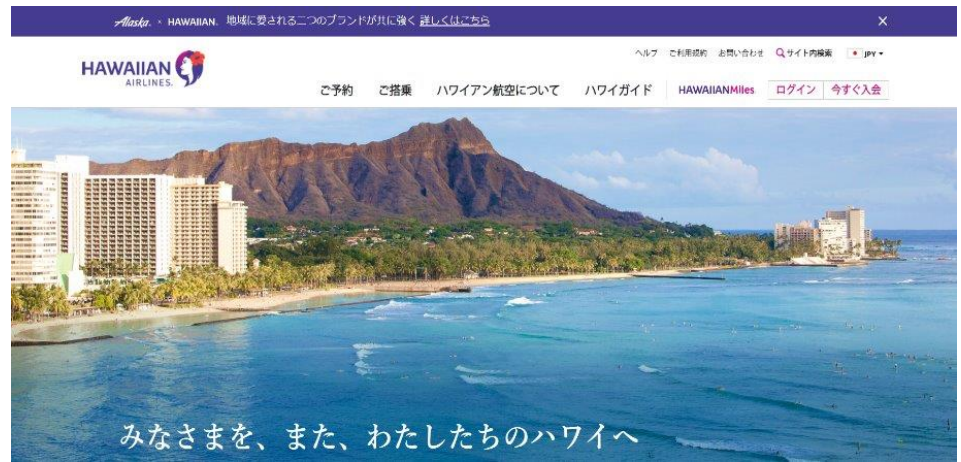 Alaska. × HAWAIIAN. 地域に愛される二つのブランドが共に強く 詳しくはこちら ×
ヘルプ ご利用規約 お問い合わせ サイト内検索 JPY
HAWAIIAN
AIRLINES.
ご予約 ご搭乗 ハワイアン航空について ハワイガイド HAWAIIANMiles ログイン 今すぐ入会
みなさまを、また、わたしたちのハワイへ